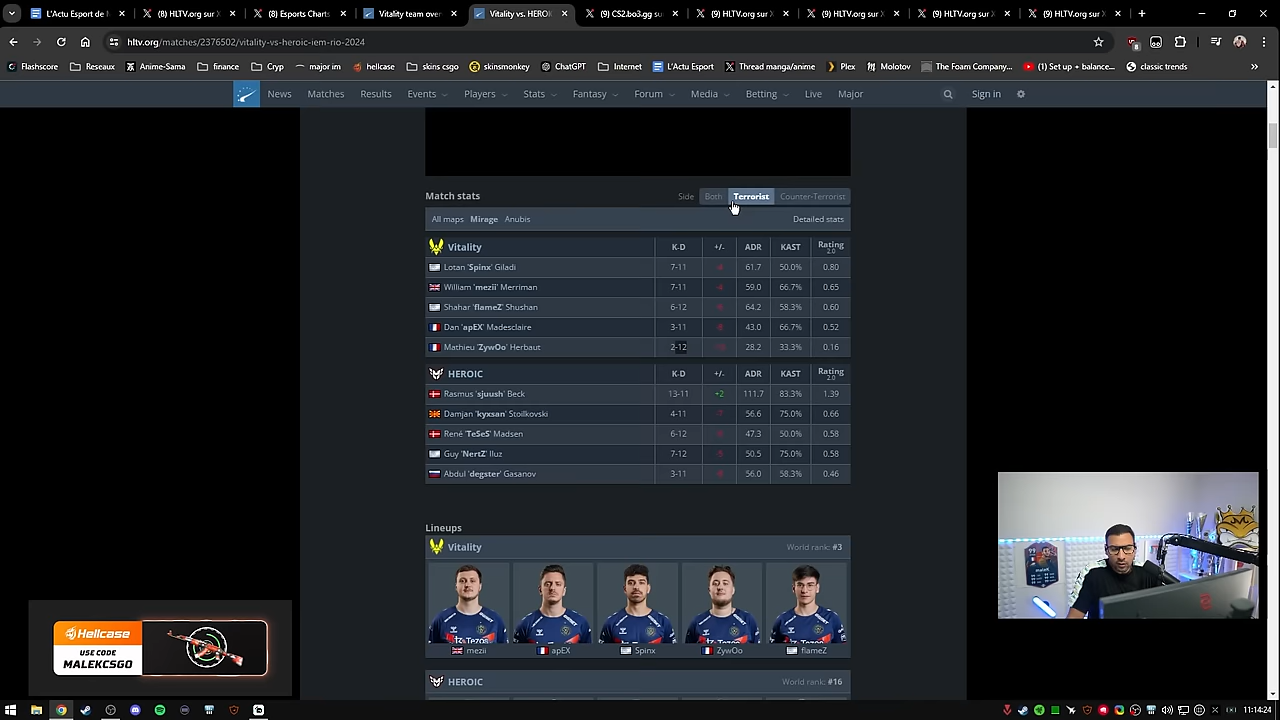 L'Actu Esport de M
(8) HLTV.org sur X
(8) Esports Charts
Vitality team over
Vitality vs. HEROIC
(9) CS2.bo3.gg su
(9) HLTV.org sur X
(9) HLTV.org sur X
(9) HLTV.org sur X
(9) HLTV.org sur X
hltv.org/matches/2376502/vitality-vs-heroic-iem-rio-2024
Flashscore
Reseaux
Anime-Sama
finance
Cryp
major im
hellcase
skins csgo
skinsmonkey
ChatGPT
Internet
L'Actu Esport
Thread manga/anime
Plex
Molotov
The Foam Company...
(1) Set up + balance...
classic trends
News Matches Results Events Players Stats Fantasy Forum Media Betting Live Major Sign in
Match stats Side Both Terrorist Counter-Terrorist
All maps Mirage Anubis Detailed stats
Vitality K-D +/- ADR KAST Rating 2.0
Lotan 'Spinx' Giladi 7-11 -4 61.7 50.0% 0.80
William 'mezii' Merriman 7-11 -4 59.0 66.7% 0.65
Shahar 'flameZ' Shushan 6-12 -6 64.2 58.3% 0.60
Dan 'apEX' Madesclaire 3-11 -8 43.0 66.7% 0.52
Mathieu 'ZywOo' Herbaut 2-12 -10 28.2 33.3% 0.16
HEROIC K-D +/- ADR KAST Rating 2.0
Rasmus 'sjuush' Beck 13-11 +2 111.7 83.3% 1.39
Damjan 'kyxsan' Stoilkovski 4-11 -7 56.6 75.0% 0.66
René 'TeSeS' Madsen 6-12 -6 47.3 50.0% 0.58
Guy 'NertZ' Iluz 7-12 -5 50.5 75.0% 0.58
Abdul 'degster' Gasanov 3-11 -8 56.0 58.3% 0.46
Lineups
Vitality World rank: #3
mezii apEX Spinx ZywOo flameZ
HEROIC World rank: #16
Hellcase
USE CODE
MALEKCSGO
11:14:24